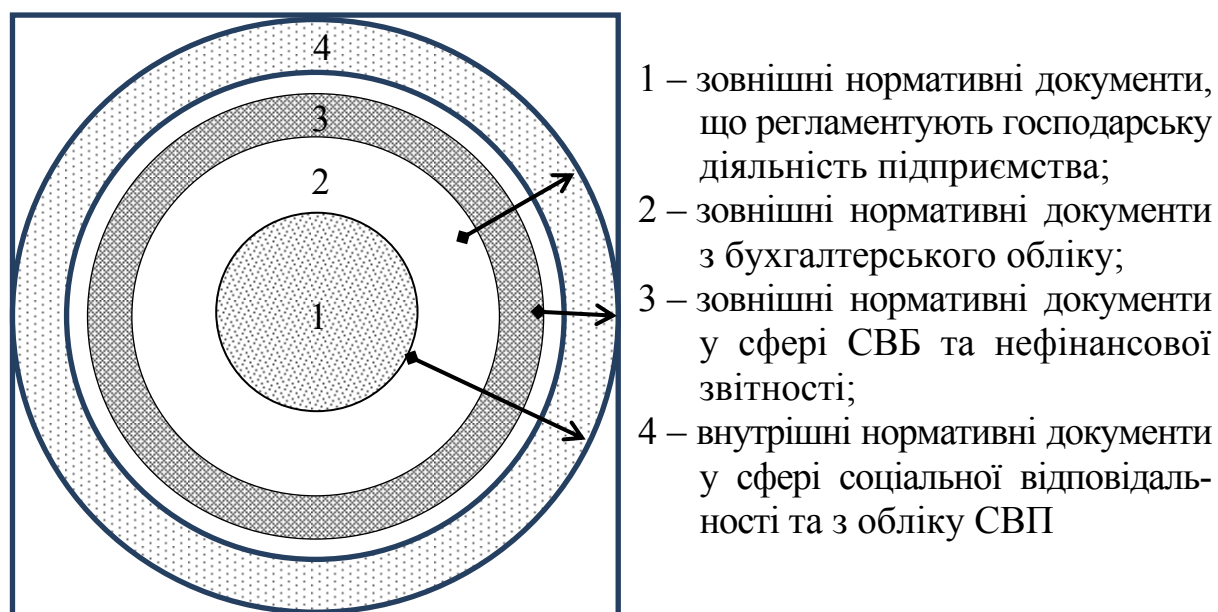 4
3
2
1
1 – зовнішні нормативні документи,
що регламентують господарську
діяльність підприємства;
2 – зовнішні нормативні документи
з бухгалтерського обліку;
3 – зовнішні нормативні документи
у сфері СВБ та нефінансової
звітності;
4 – внутрішні нормативні документи
у сфері соціальної відповідаль-
ності та з обліку СВП